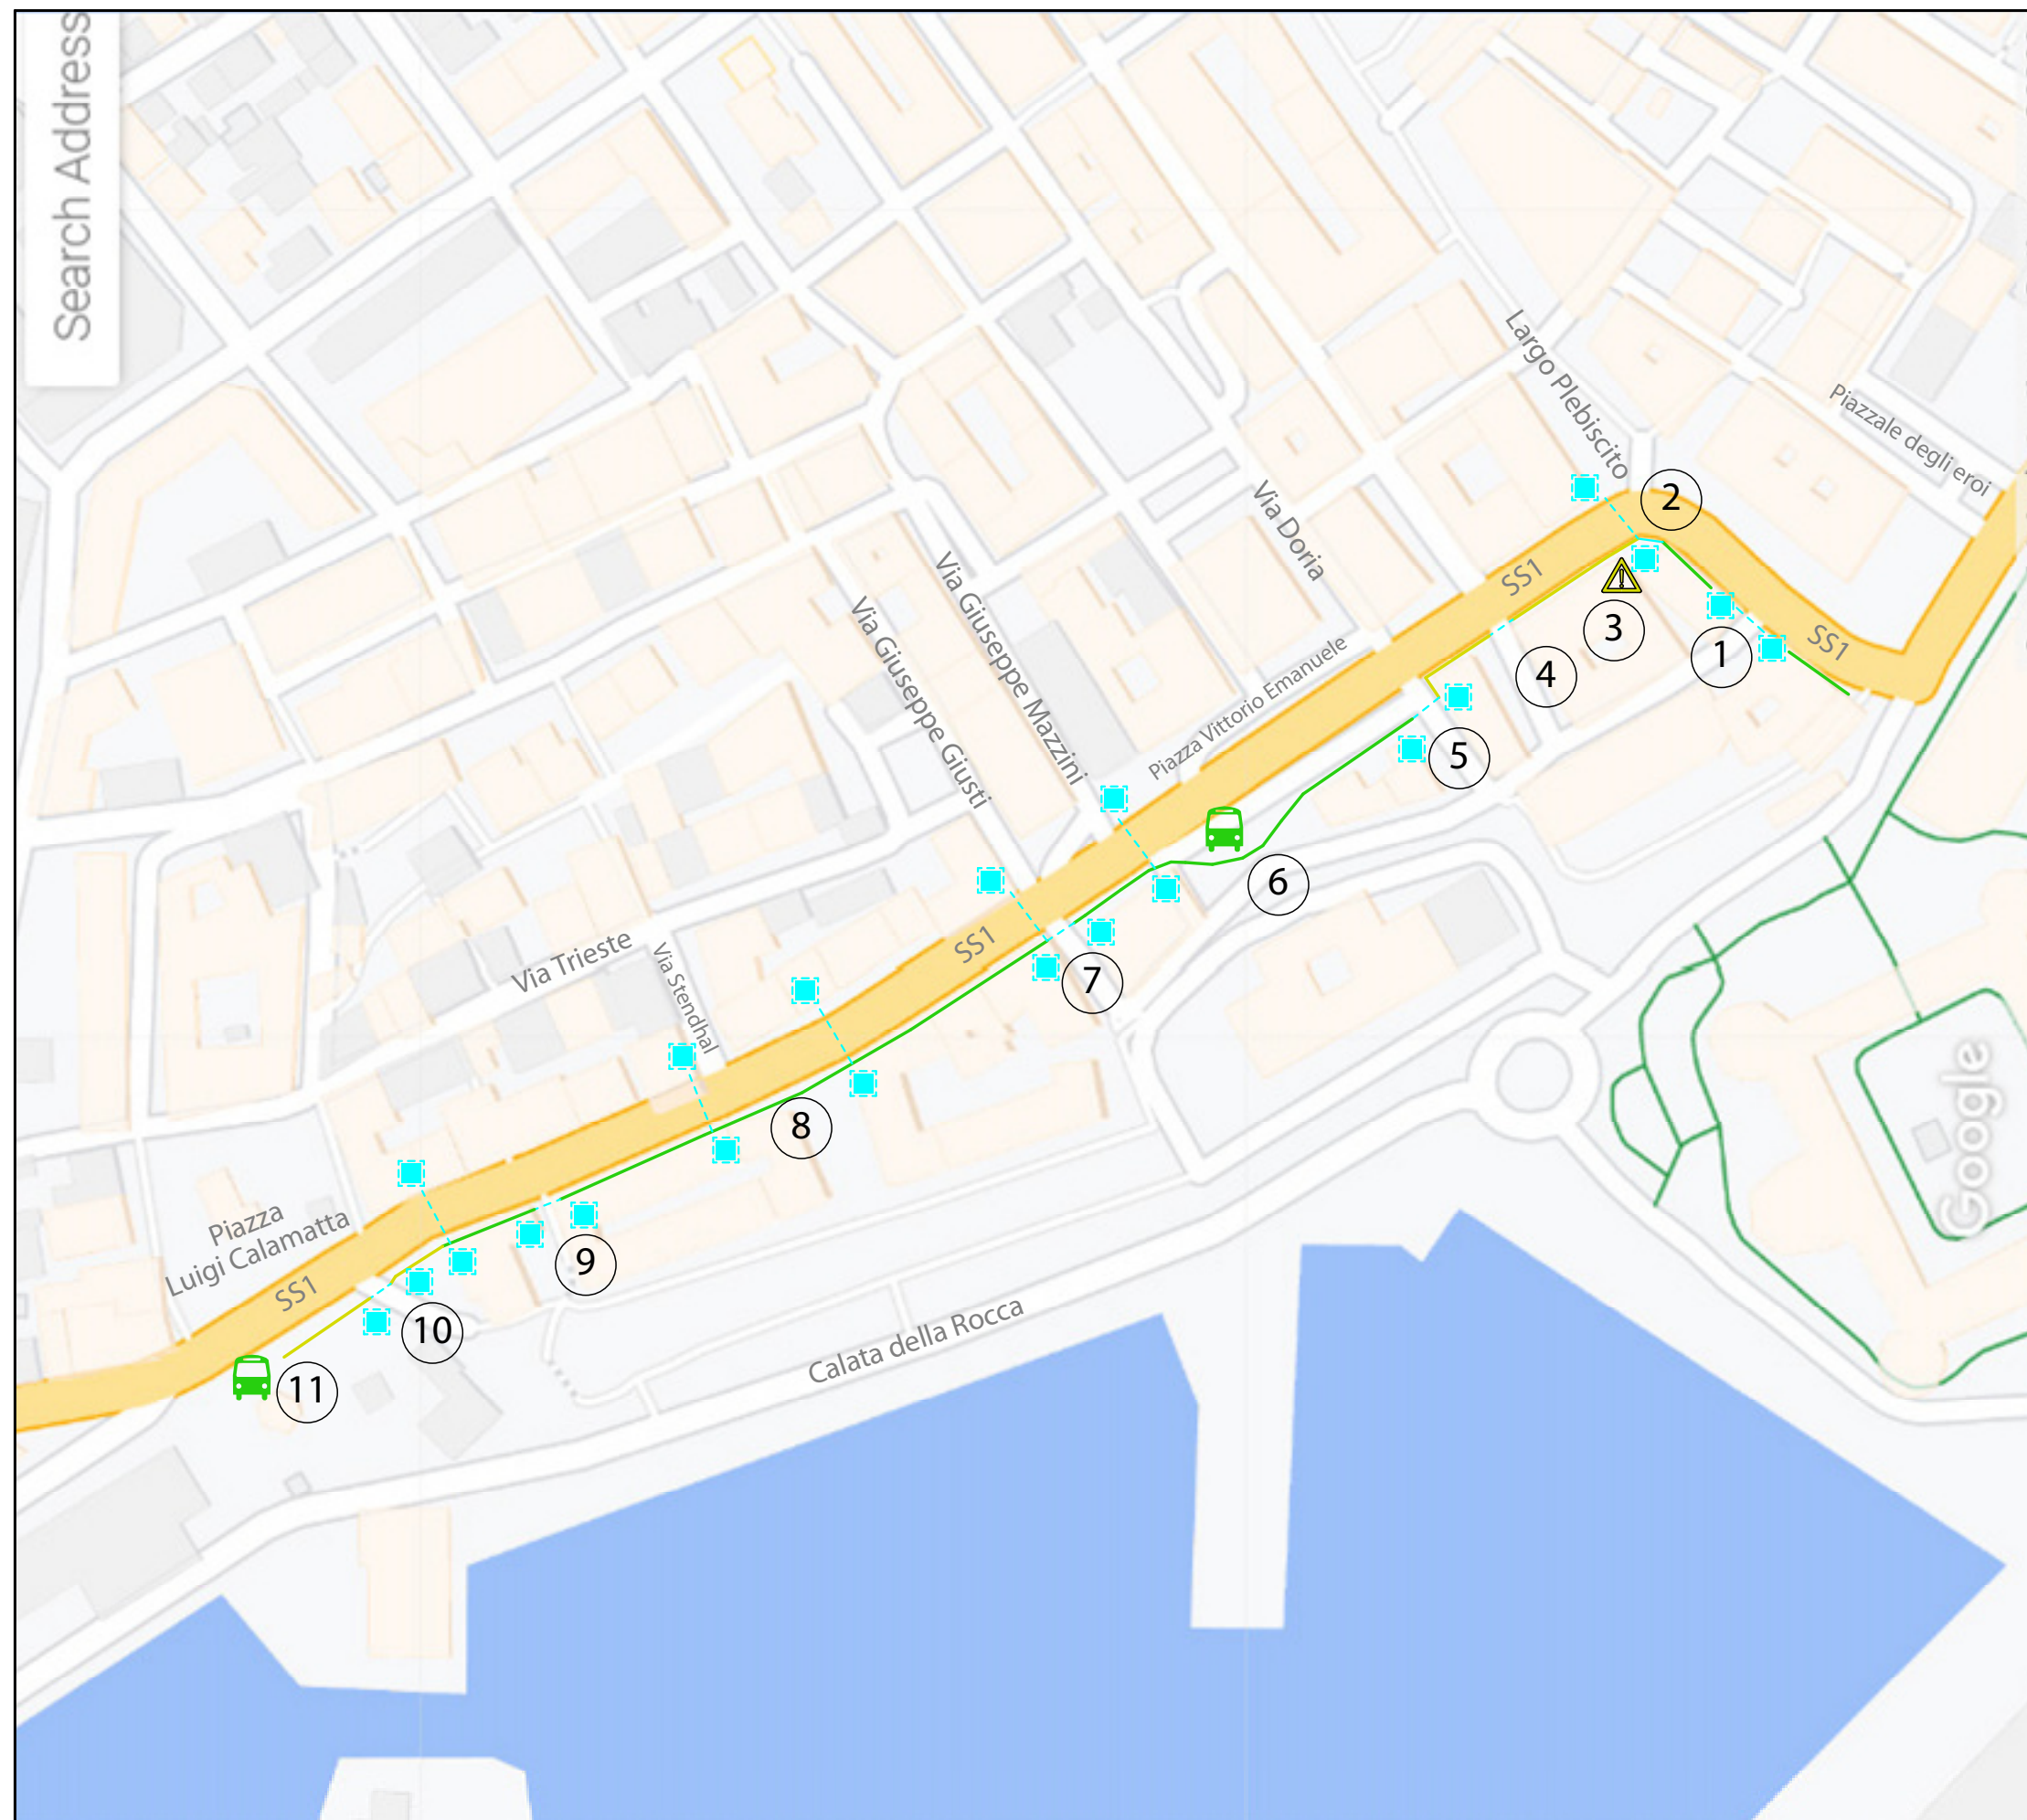 Search Address
Largo Plebiscito
Piazzale degli eroi
2
SS1
3
1
SS1
4
Via Doria
5
Piazza Vittorio Emanuele
Via Giuseppe Mazzini
Via Giuseppe Giusti
6
SS1
7
Via Trieste
Via Stendhal
8
Google
Piazza
Luigi Calamatta
SS1
9
10
Calata della Rocca
11